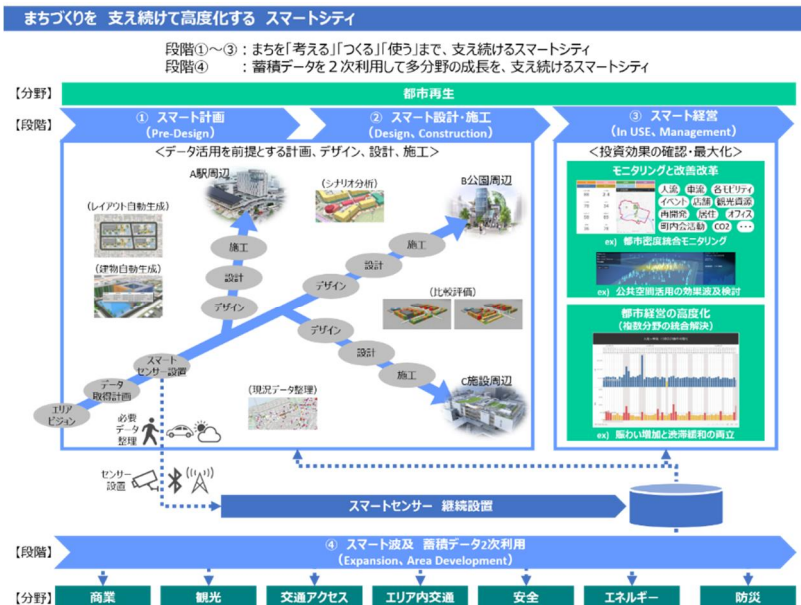 まちづくりを 支え続けて高度化する スマートシティ
段階①～③：まちを「考える」「つくる」「使う」まで、支え続けるスマートシティ
段階④　　：蓄積データを２次利用して多分野の成長を、支え続けるスマートシティ
【分野】
都市再生
【段階】
① スマート計画
（Pre-Design）
② スマート設計・施工
（Design、Construction）
③ スマート経営
（In USE、Management）
＜データ活用を前提とする計画、デザイン、設計、施工＞
A駅周辺
（シナリオ分析）
B公園周辺
（レイアウト自動生成）
（建物自動生成）
施工
設計
デザイン
施工
設計
デザイン
（比較評価）
デザイン
設計
施工
C施設周辺
スマート
センサー設置
データ
取得計画
エリア
ビジョン
（現況データ整理）
必要
データ
整理
センサー
設置
＜投資効果の確認・最大化＞
モニタリングと改善改革
人流 車流 各モビリティ
イベント 店舗 観光資源
再開発 居住 オフィス
町内会活動 CO2 ･･･
ex） 都市密度統合モニタリング
ex） 公共空間活用の効果波及検討
都市経営の高度化
（複数分野の統合解決）
ex） 賑わい増加と渋滞緩和の両立
スマートセンサー 継続設置
【段階】
④ スマート波及 蓄積データ2次利用
（Expansion、Area Development）
【分野】
商業
観光
交通アクセス
エリア内交通
安全
エネルギー
防災